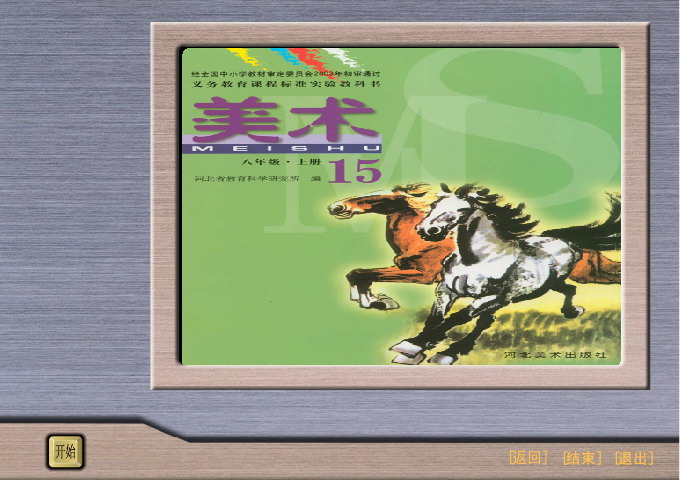 经全国中小学教材审定委员会2003年初审通过
义务教育课程标准实验教科书
美术
MEISHU
八年级·上册
15
河北省教育科学研究所 编
MS
河北美术出版社
开始
[返回] [结束] [退出]